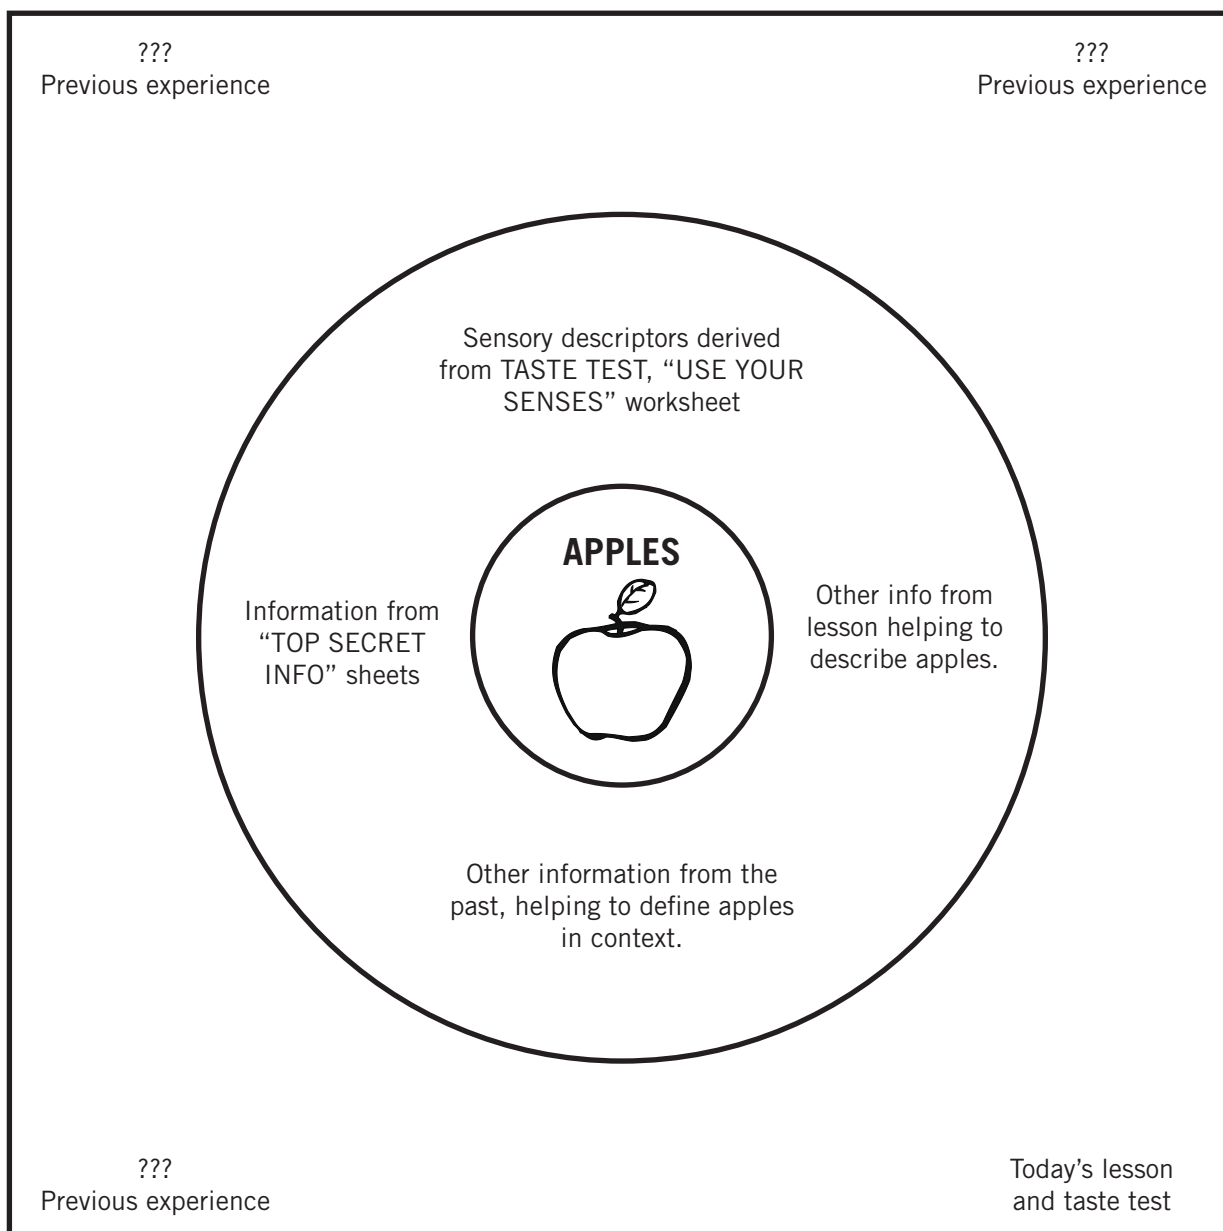 ???
Previous experience
???
Previous experience
Sensory descriptors derived
from TASTE TEST, “USE YOUR
SENSES” worksheet
APPLES
Information from
“TOP SECRET
INFO” sheets
Other info from
lesson helping to
describe apples.
Other information from the
past, helping to define apples
in context.
???
Previous experience
Today’s lesson
and taste test